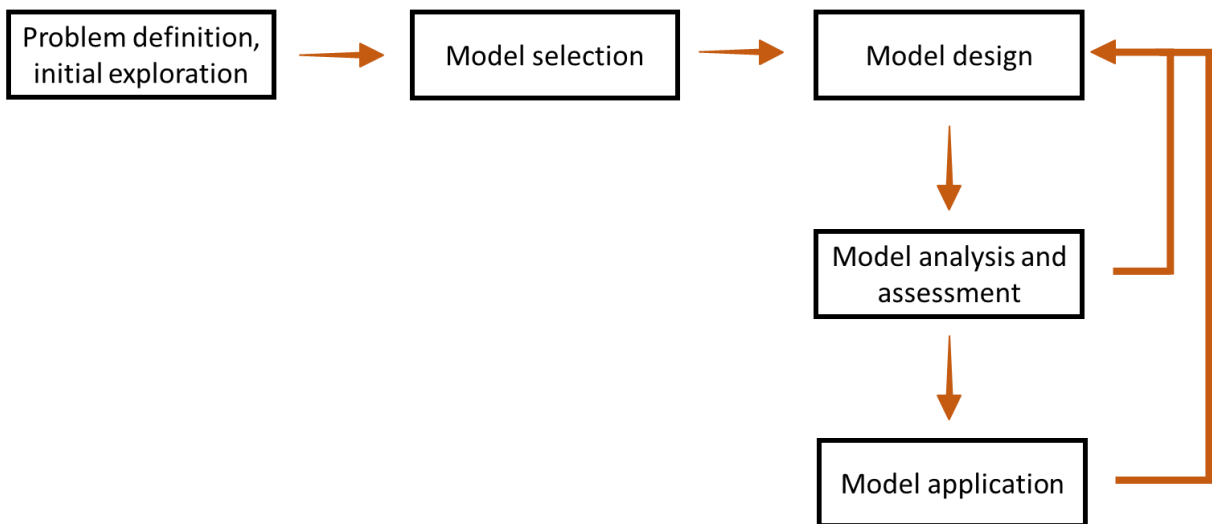 Problem definition,
initial exploration
Model selection
Model design
Model analysis and
assessment
Model application